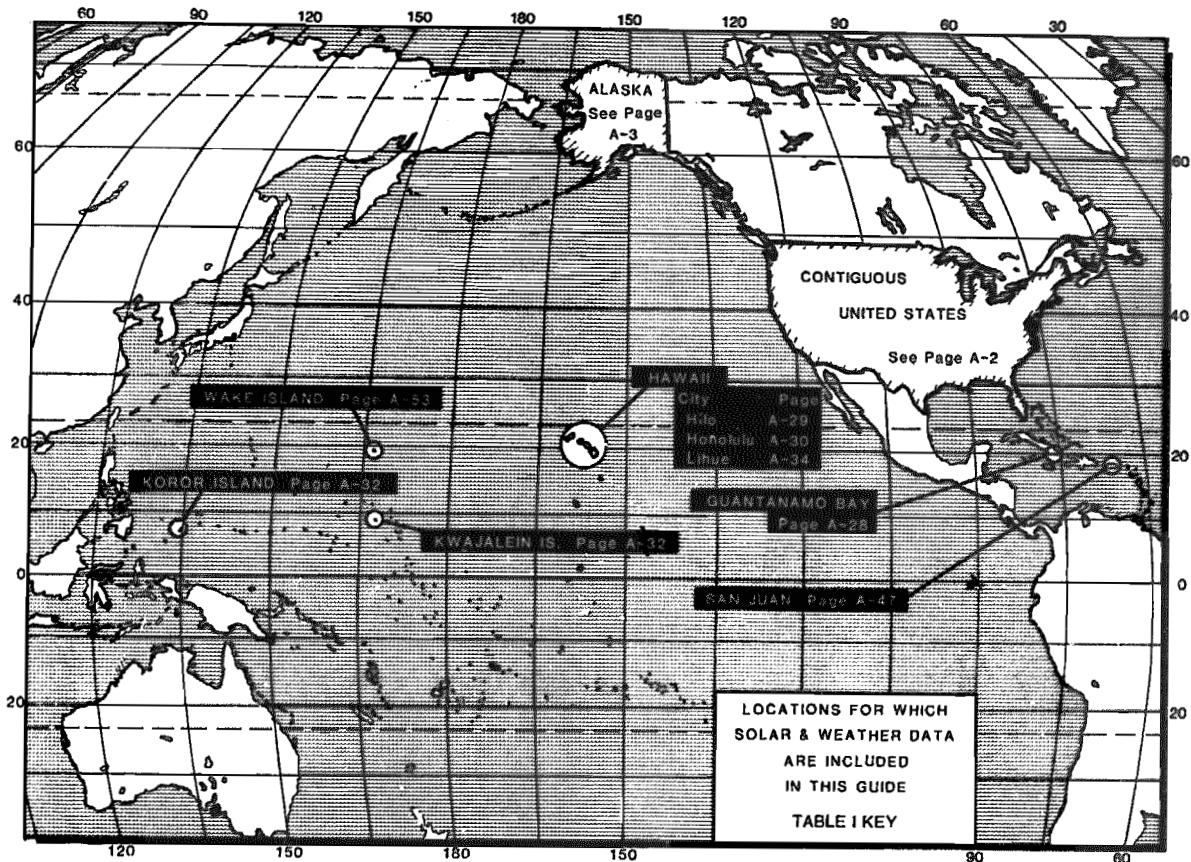 60 90 120 150 180 150 120 90 60 30
ALASKA
See Page
A-3
60 60
CONTIGUOUS
UNITED STATES
See Page A-2
40 40
HAWAII
City Page
Hilo A-29
Honolulu A-30
Lihue A-34
WAKE ISLAND Page A-53
20 20
KOROR ISLAND Page A-32
GUANTANAMO BAY
Page A-28
KWAJALEIN IS. Page A-32
0 0
SAN JUAN Page A-47
20 20
LOCATIONS FOR WHICH
SOLAR & WEATHER DATA
ARE INCLUDED
IN THIS GUIDE
TABLE I KEY
120 150 180 150 90 60